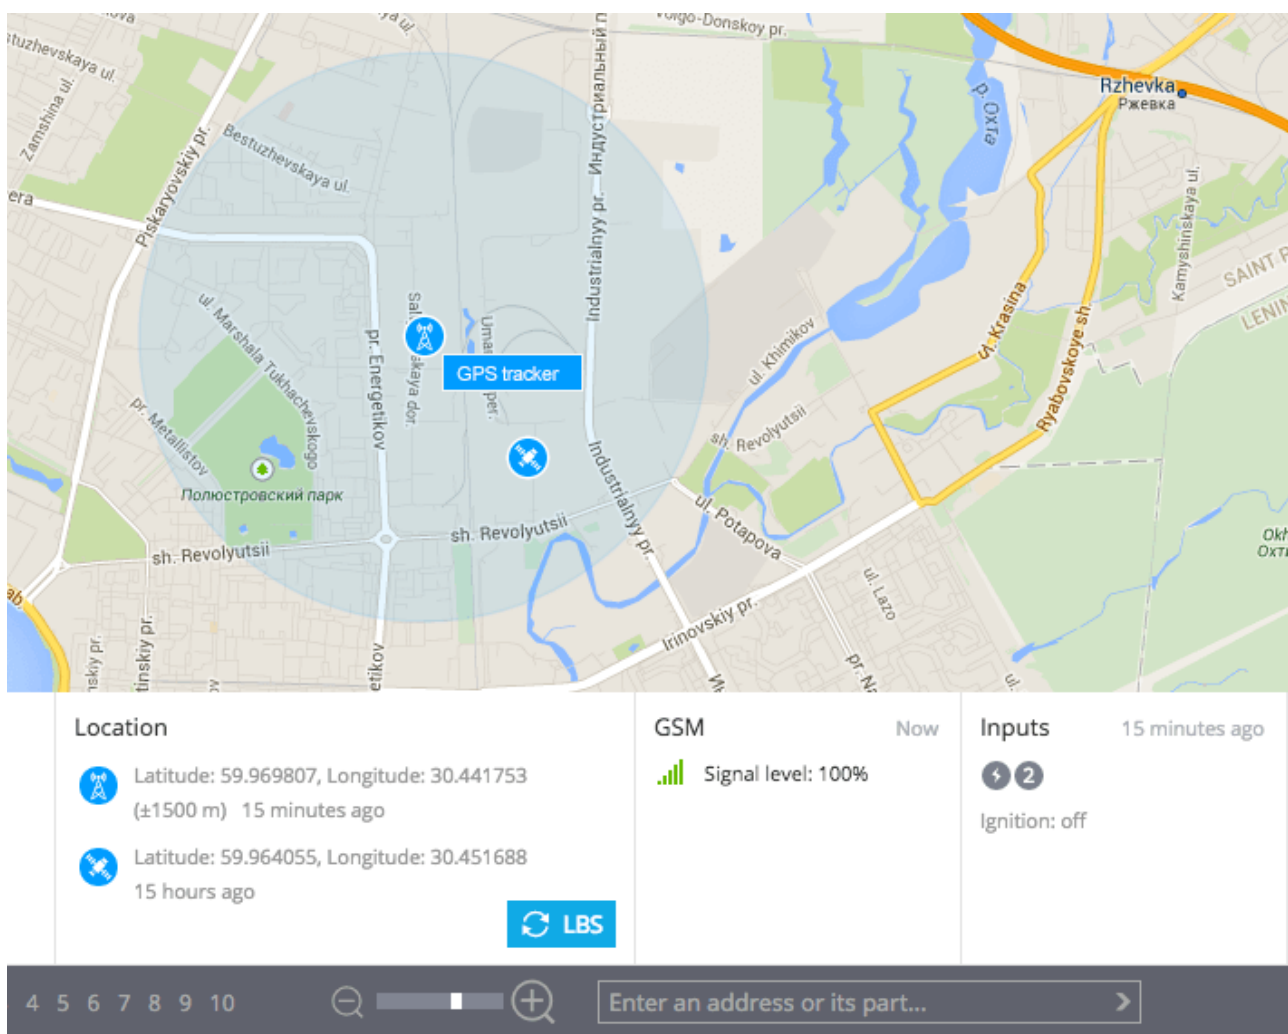 Volgo-Donskoy pr.
Bestuzhevskaya ul.
Zamshina ul.
Piskaryovskiy pr.
Индустриальный
р. Охта
Rzhevka
Ржевка
Kamyshinskaya ul.
SAINT
Industrialnyy pr.
ul. Marshala Tukhachevskogo
pr. Energetikov
GPS tracker
ul. Khimikov
ul. Krasina
Ryabovskoye sh.
pr. Metallistov
sh. Revolyutsii
Полюстровский парк
Industrialnyy pr.
sh. Revolyutsii
sh. Revolyutsii
ul. Potapova
ul. Lazo
Irinovskiy pr.
Location
Latitude: 59.969807, Longitude: 30.441753
(±1500 m) 15 minutes ago
Latitude: 59.964055, Longitude: 30.451688
15 hours ago
LBS
GSM Now
Signal level: 100%
Inputs 15 minutes ago
2
Ignition: off
4 5 6 7 8 9 10
Enter an address or its part...